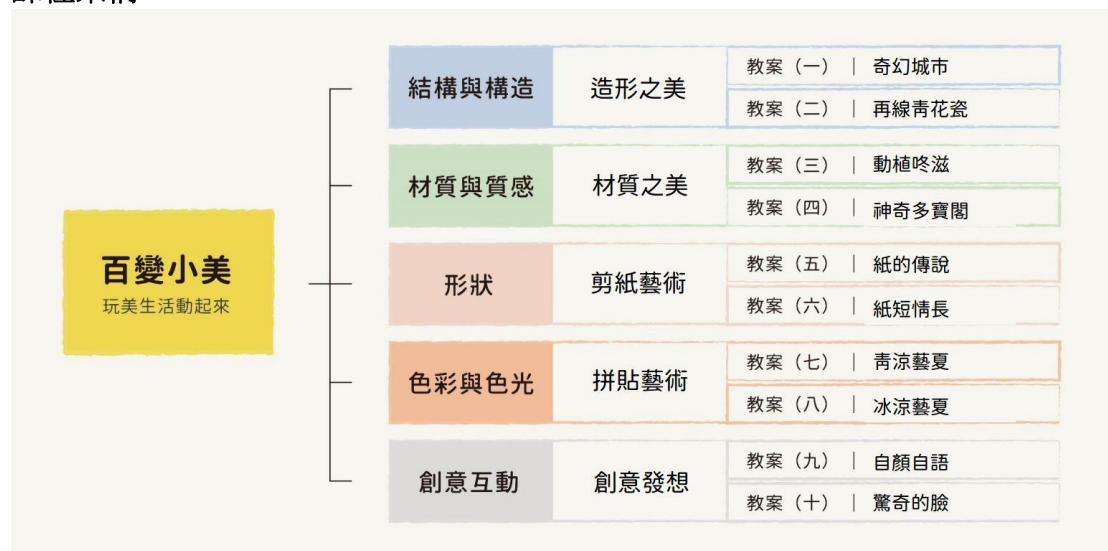 百變小美
玩美生活動起來
結構與構造
造形之美
教案（一）｜ 奇幻城市
教案（二）｜ 再線青花瓷
材質與質感
材質之美
教案（三）｜ 動植咚滋
教案（四）｜ 神奇多寶閣
形狀
剪紙藝術
教案（五）｜ 紙的傳說
教案（六）｜ 紙短情長
色彩與色光
拼貼藝術
教案（七）｜ 青涼藝夏
教案（八）｜ 冰涼藝夏
創意互動
創意發想
教案（九）｜ 自顏自語
教案（十）｜ 驚奇的臉